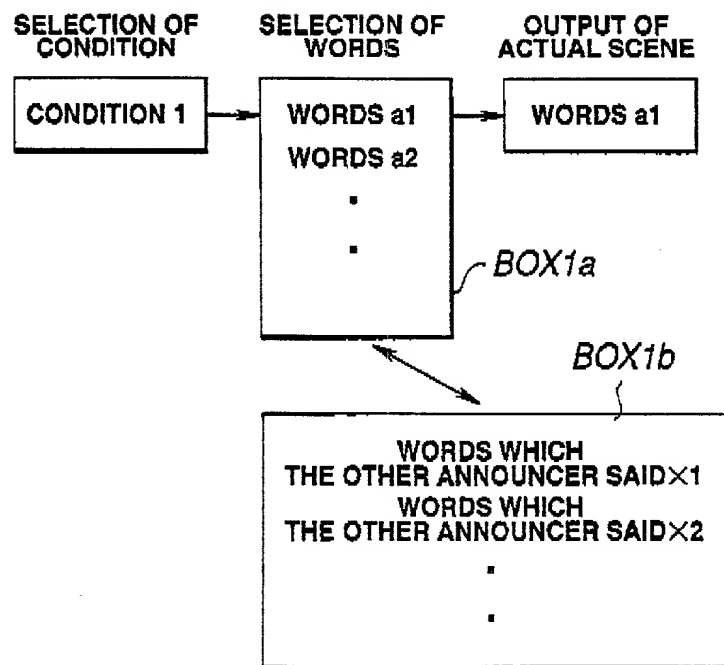 SELECTION OF
CONDITION
SELECTION OF
WORDS
OUTPUT OF
ACTUAL SCENE
CONDITION 1
WORDS a1
WORDS a2
WORDS a1
BOX1a
BOX1b
WORDS WHICH
THE OTHER ANNOUNCER SAID×1
WORDS WHICH
THE OTHER ANNOUNCER SAID×2